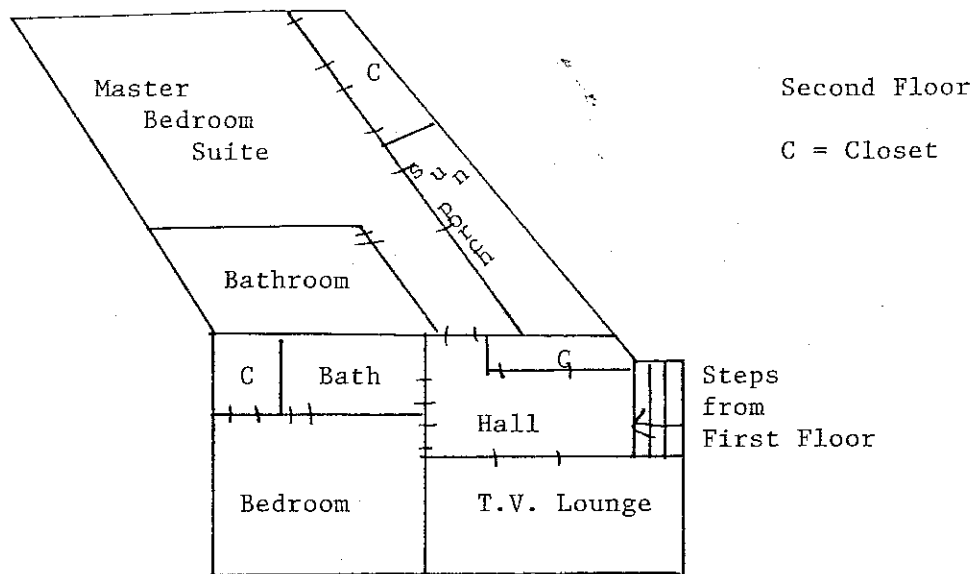 Second Floor
C = Closet
Master
Bedroom
Suite
C
Sun
Porch
Bathroom
C
Bath
C
Hall
Steps
from
First Floor
Bedroom
T.V. Lounge